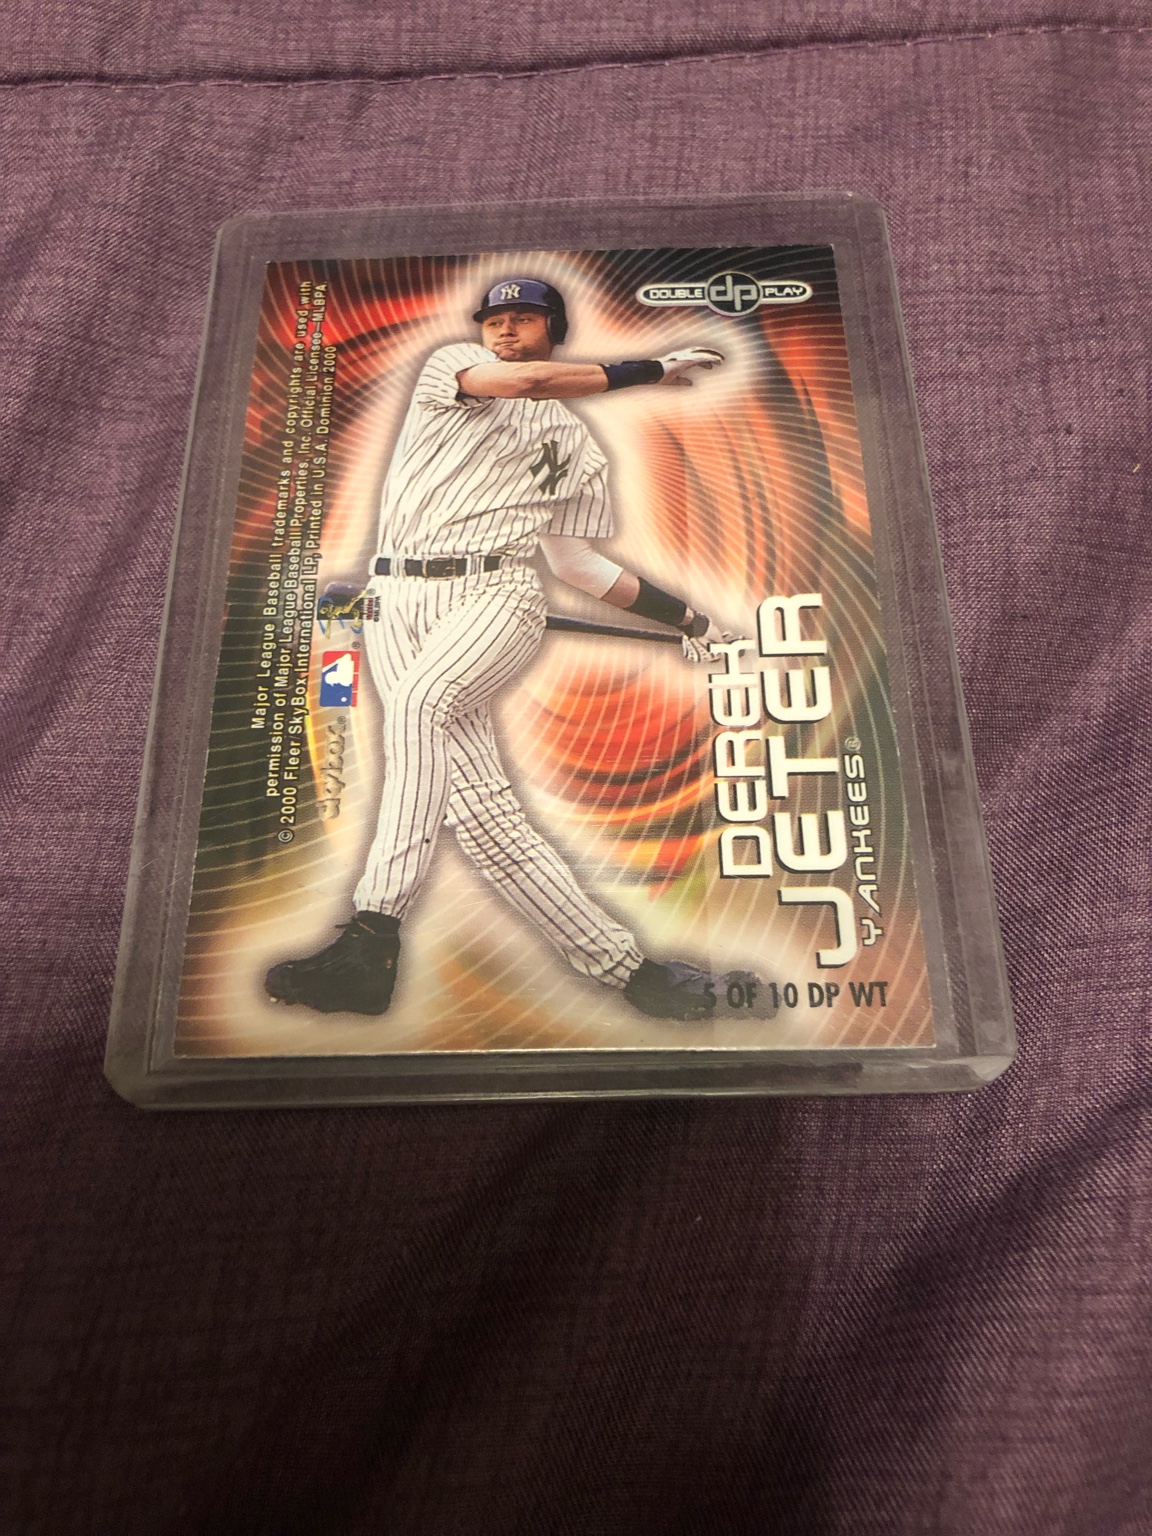 DOUBLE dp PLAY
DEREK
JETER
YANKEES®
5 OF 10 DP WT
Major League Baseball trademarks and copyrights are used with
permission of Major League Baseball Properties, Inc. Official Licensee—MLBPA
© 2000 Fleer/SkyBox International LP, Printed in U.S.A. Dominion 2000
skybox®